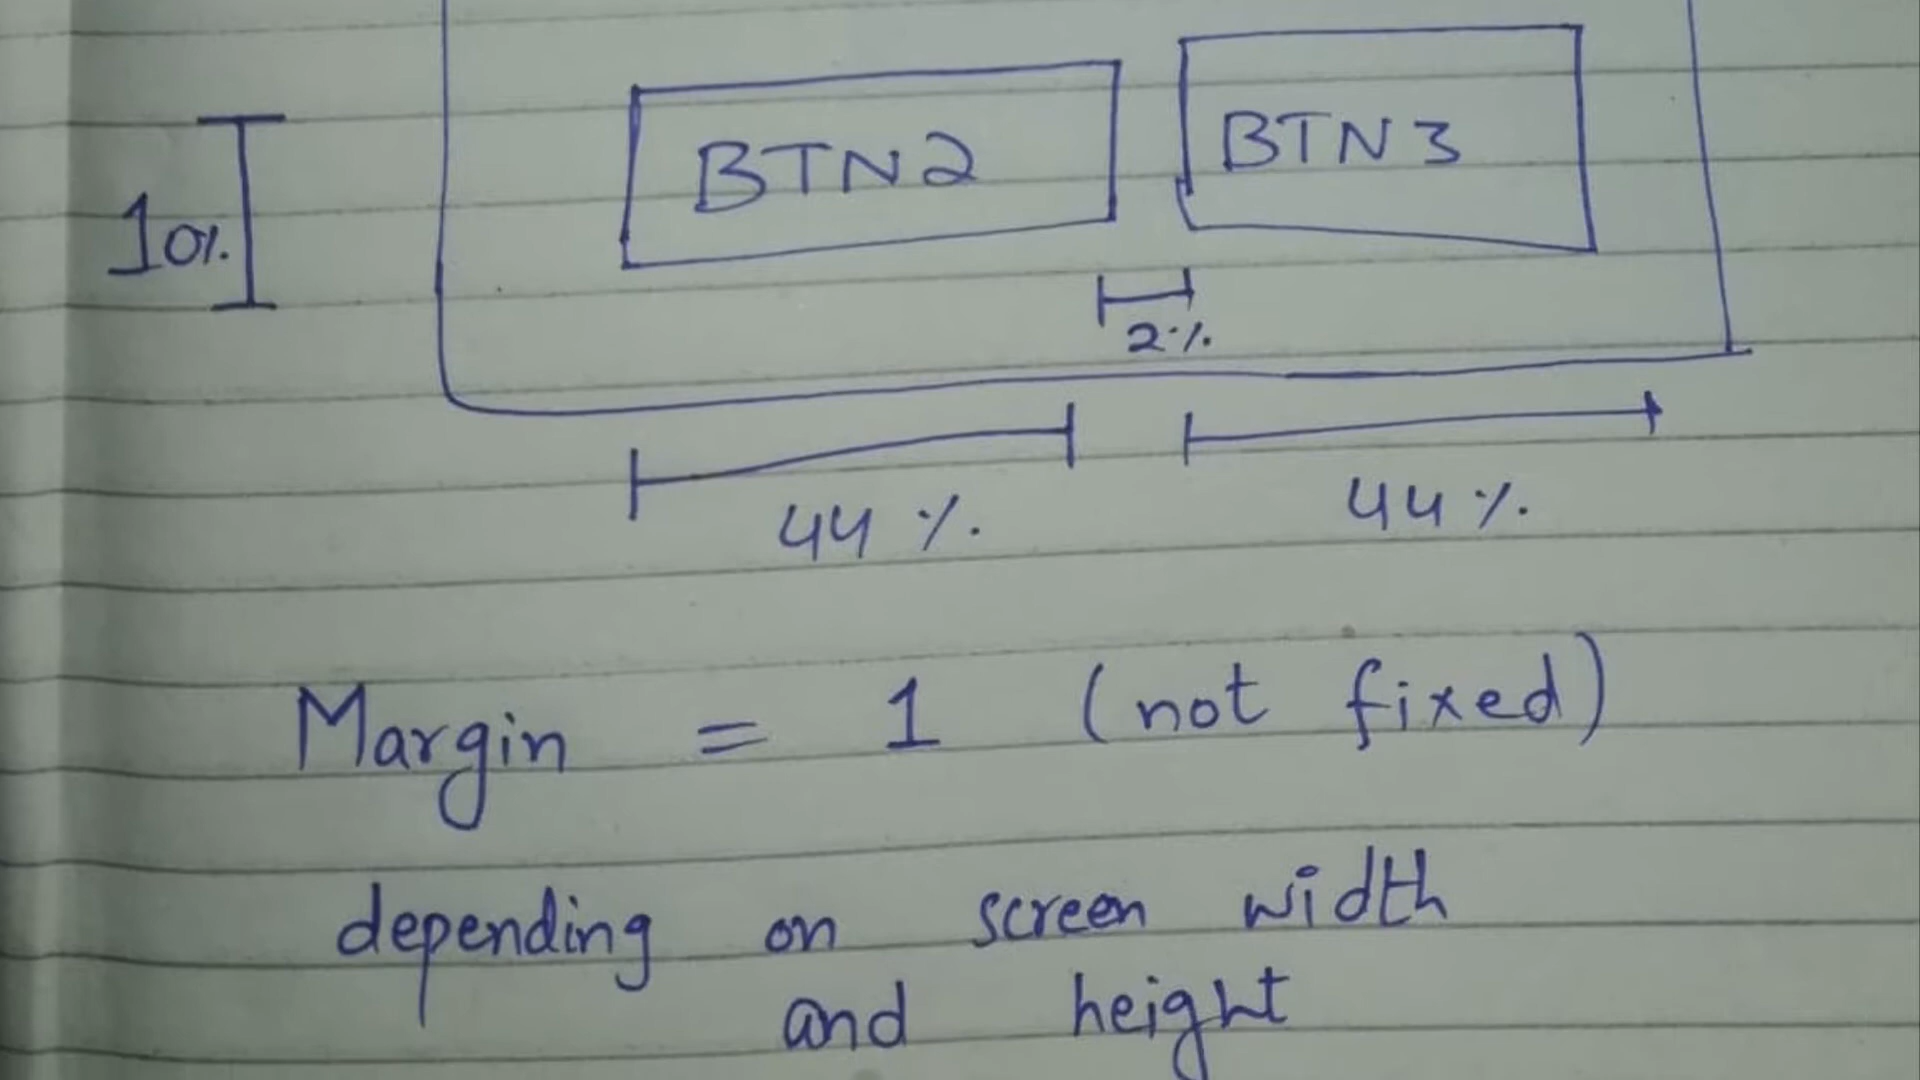 BTN2
BTN3
10%
2%
44%
44%
Margin = 1 (not fixed)
depending on screen width
and height